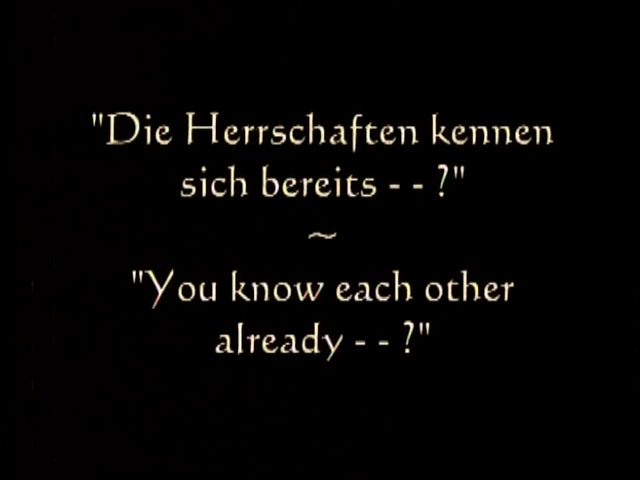 "Die Herrschaften kennen
sich bereits - - ?"
~
"You know each other
already - - ?"